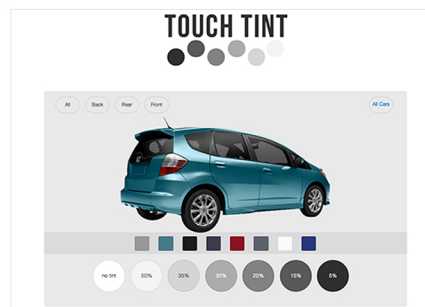 TOUCH TINT
All Back Rear Front All Cars
no tint 50% 35% 30% 20% 15% 5%